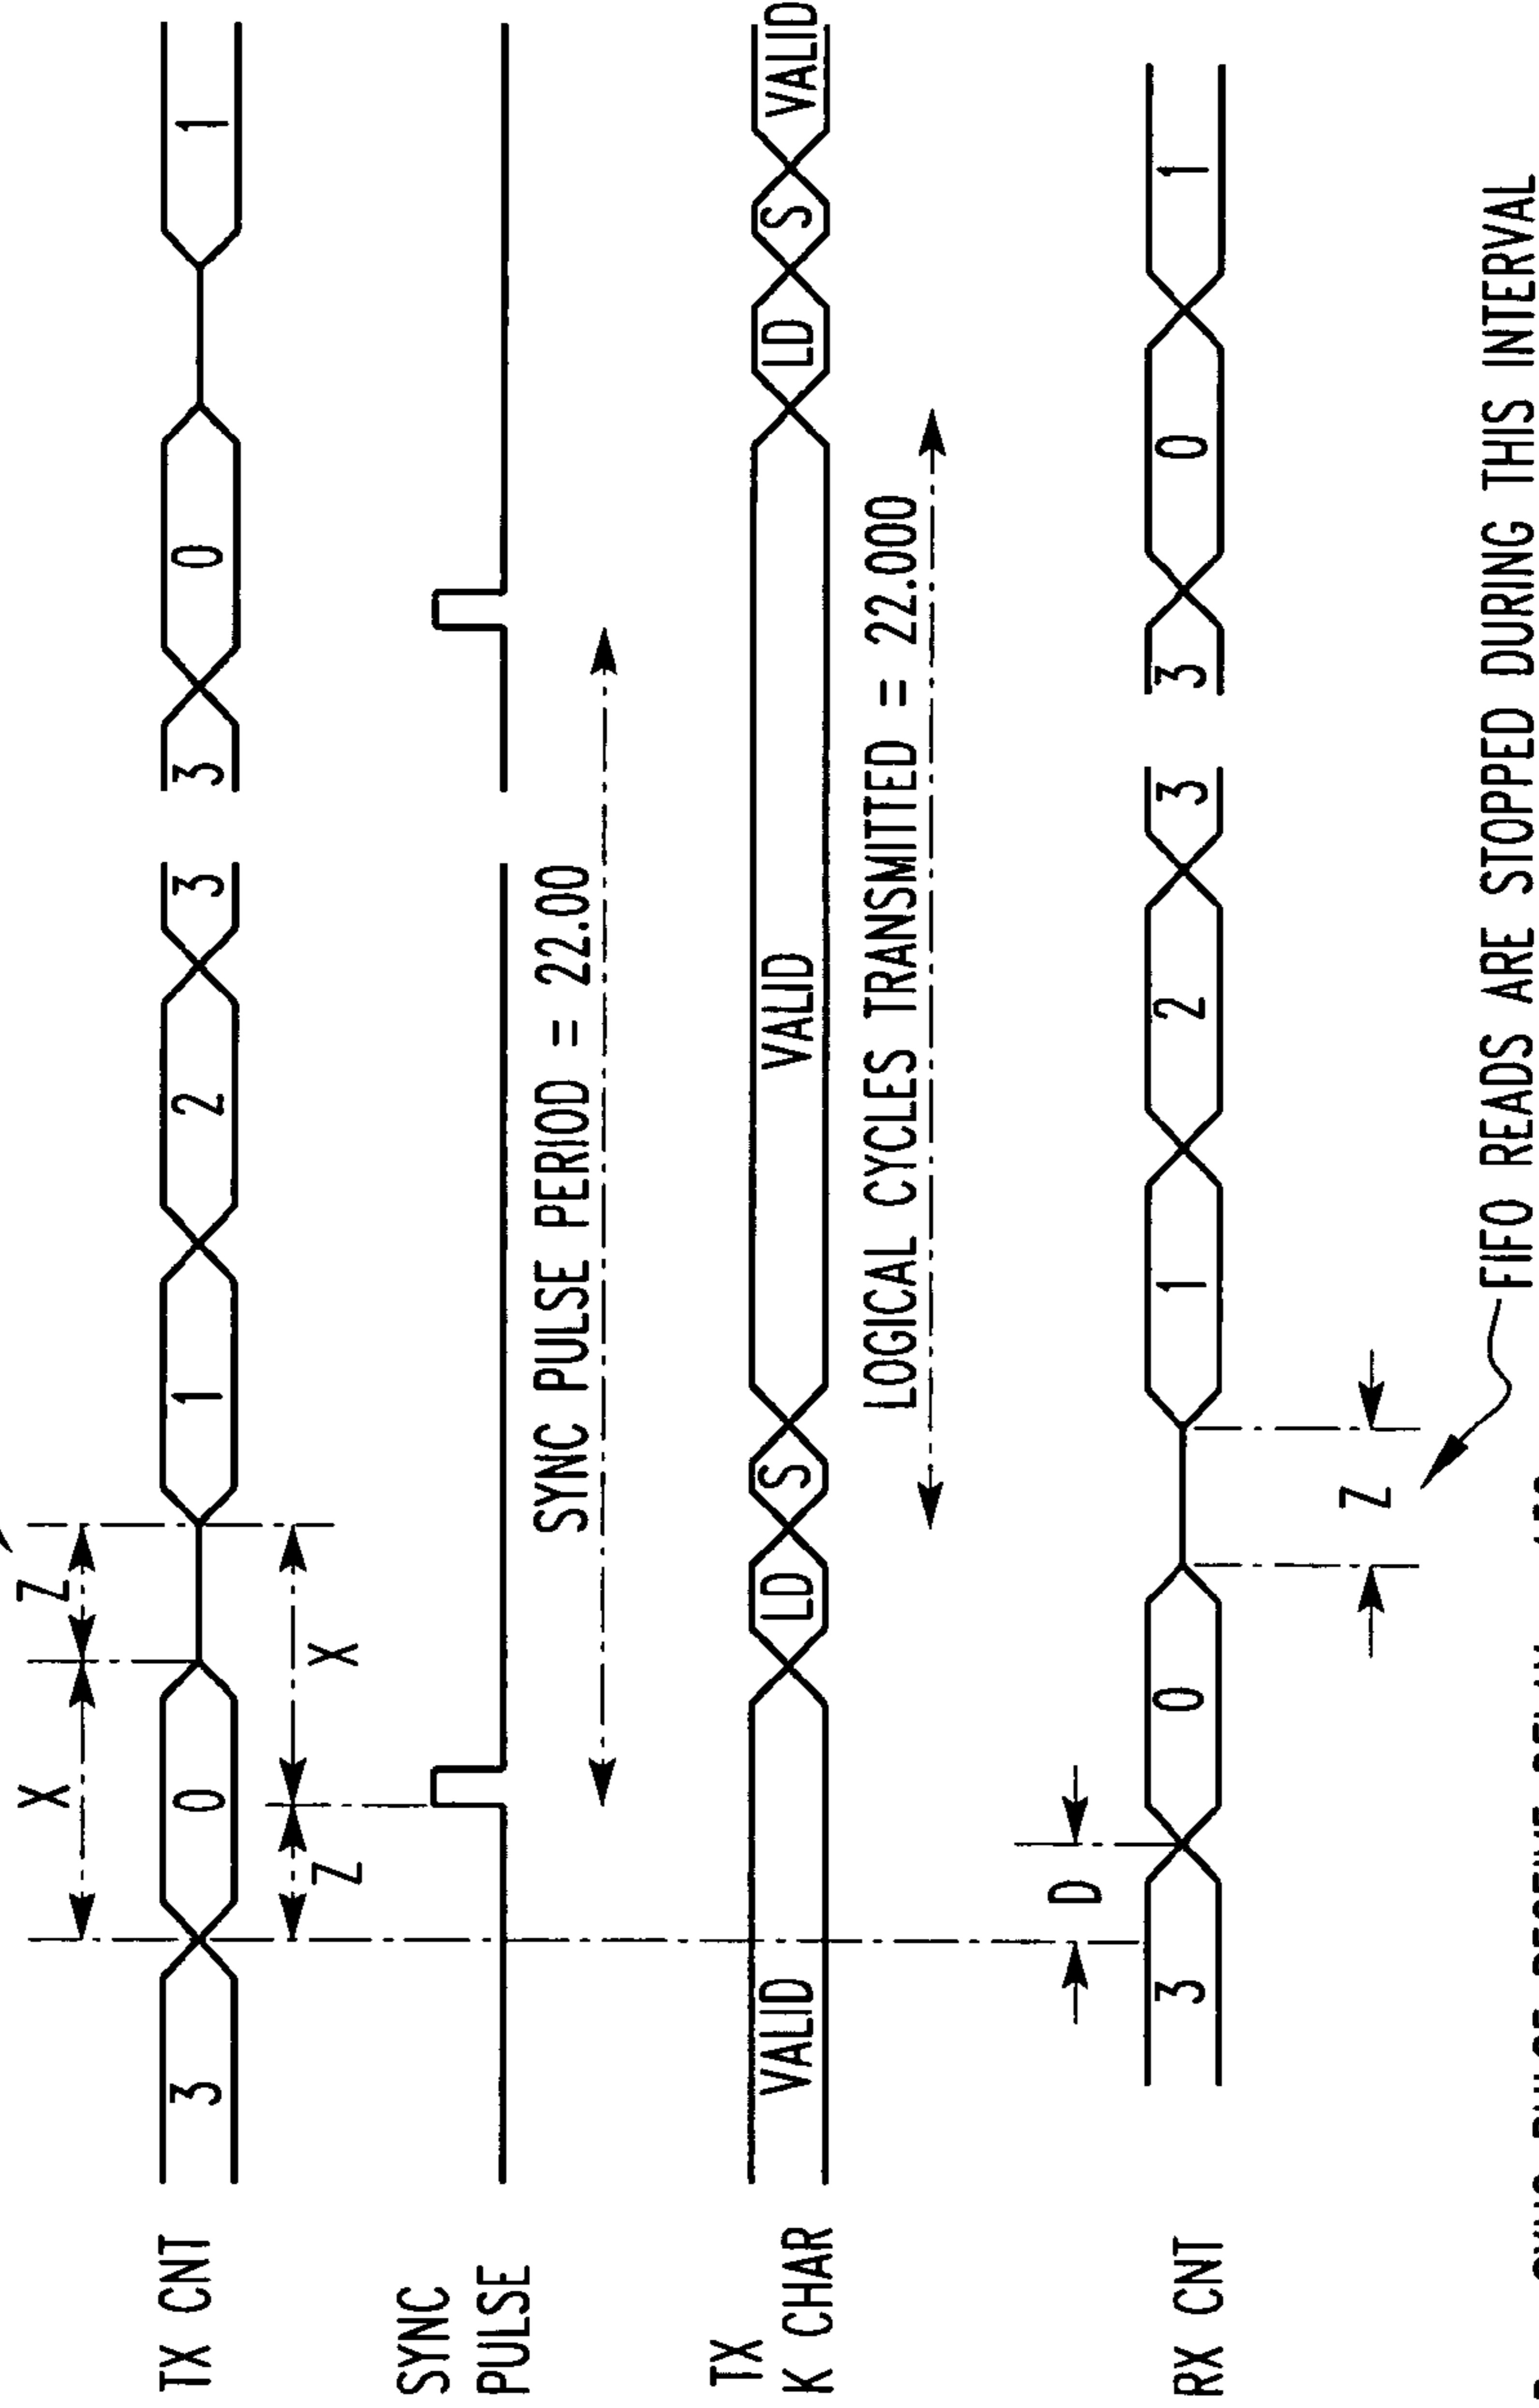 X Z
TX CNT 3 0 1 2 3 3 0 1
Z X
SYNC
PULSE
SYNC PULSE PERIOD = 22.00
TX
K CHAR
VALID LD S VALID LD S VALID
LOGICAL CYCLES TRANSMITTED = 22.000
D
RX CNT 3 0 1 2 3 3 0 1
Z
FIFO READS ARE STOPPED DURING THIS INTERVAL